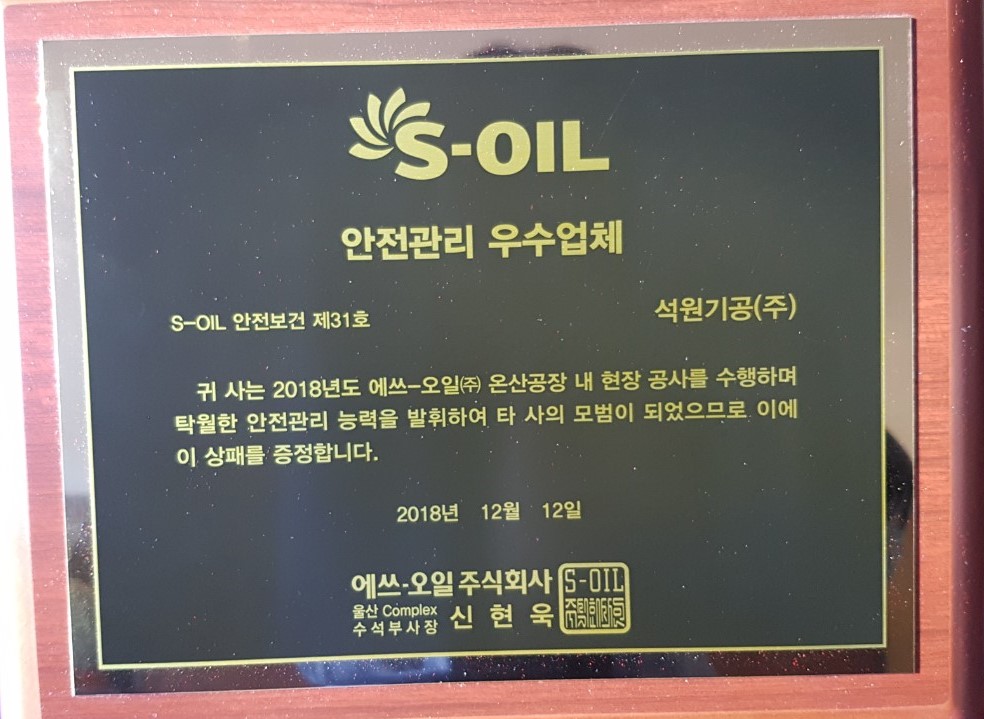 S-OIL
안전관리 우수업체
석원기공(주)
S-OIL 안전보건 제31호
귀 사는 2018년도 에쓰-오일㈜ 온산공장 내 현장 공사를 수행하며
탁월한 안전관리 능력을 발휘하여 타 사의 모범이 되었으므로 이에
이 상패를 증정합니다.
2018년 12월 12일
에쓰-오일 주식회사
울산 Complex
수석부사장 신현욱
S-OIL